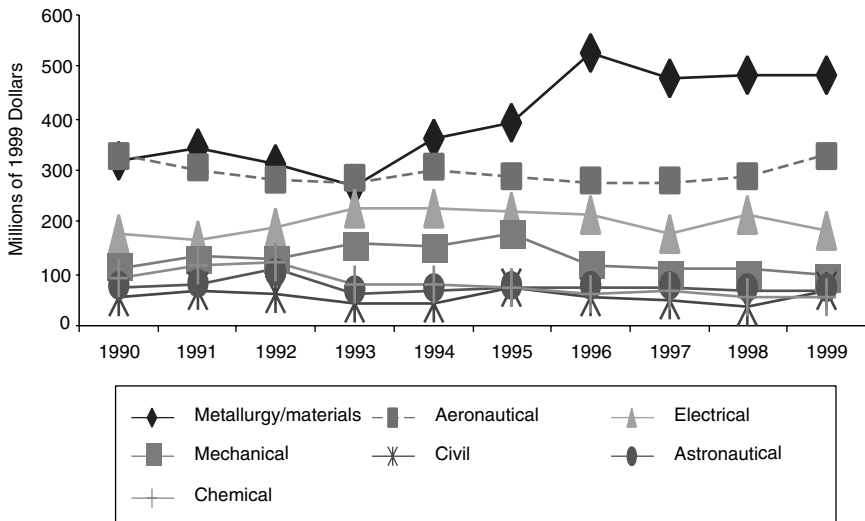 Millions of 1999 Dollars
600
500
400
300
200
100
0
1990 1991 1992 1993 1994 1995 1996 1997 1998 1999
Metallurgy/materials Aeronautical Electrical
Mechanical Civil Astronautical
Chemical